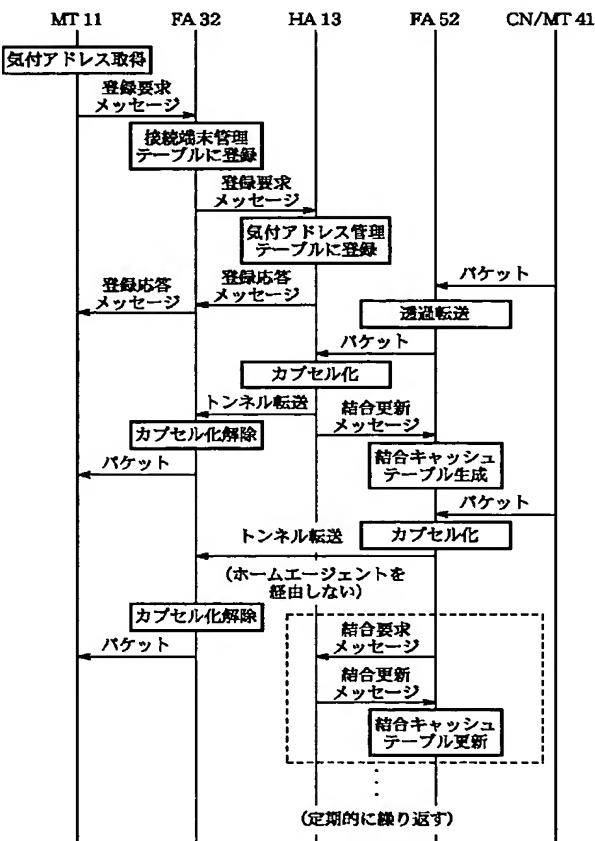 MT 11 FA 32 HA 13 FA 52 CN/MT 41
気付アドレス取得
登録要求
メッセージ
接続端末管理
テーブルに登録
登録要求
メッセージ
気付アドレス管理
テーブルに登録
登録応答
メッセージ
登録応答
メッセージ
パケット
透過転送
パケット
カプセル化
トンネル転送
結合更新
メッセージ
カプセル化解除
結合キャッシュ
テーブル生成
パケット
パケット
カプセル化
トンネル転送
(ホームエージェントを
経由しない)
カプセル化解除
パケット
結合要求
メッセージ
結合更新
メッセージ
結合キャッシュ
テーブル更新
(定期的に繰り返す)